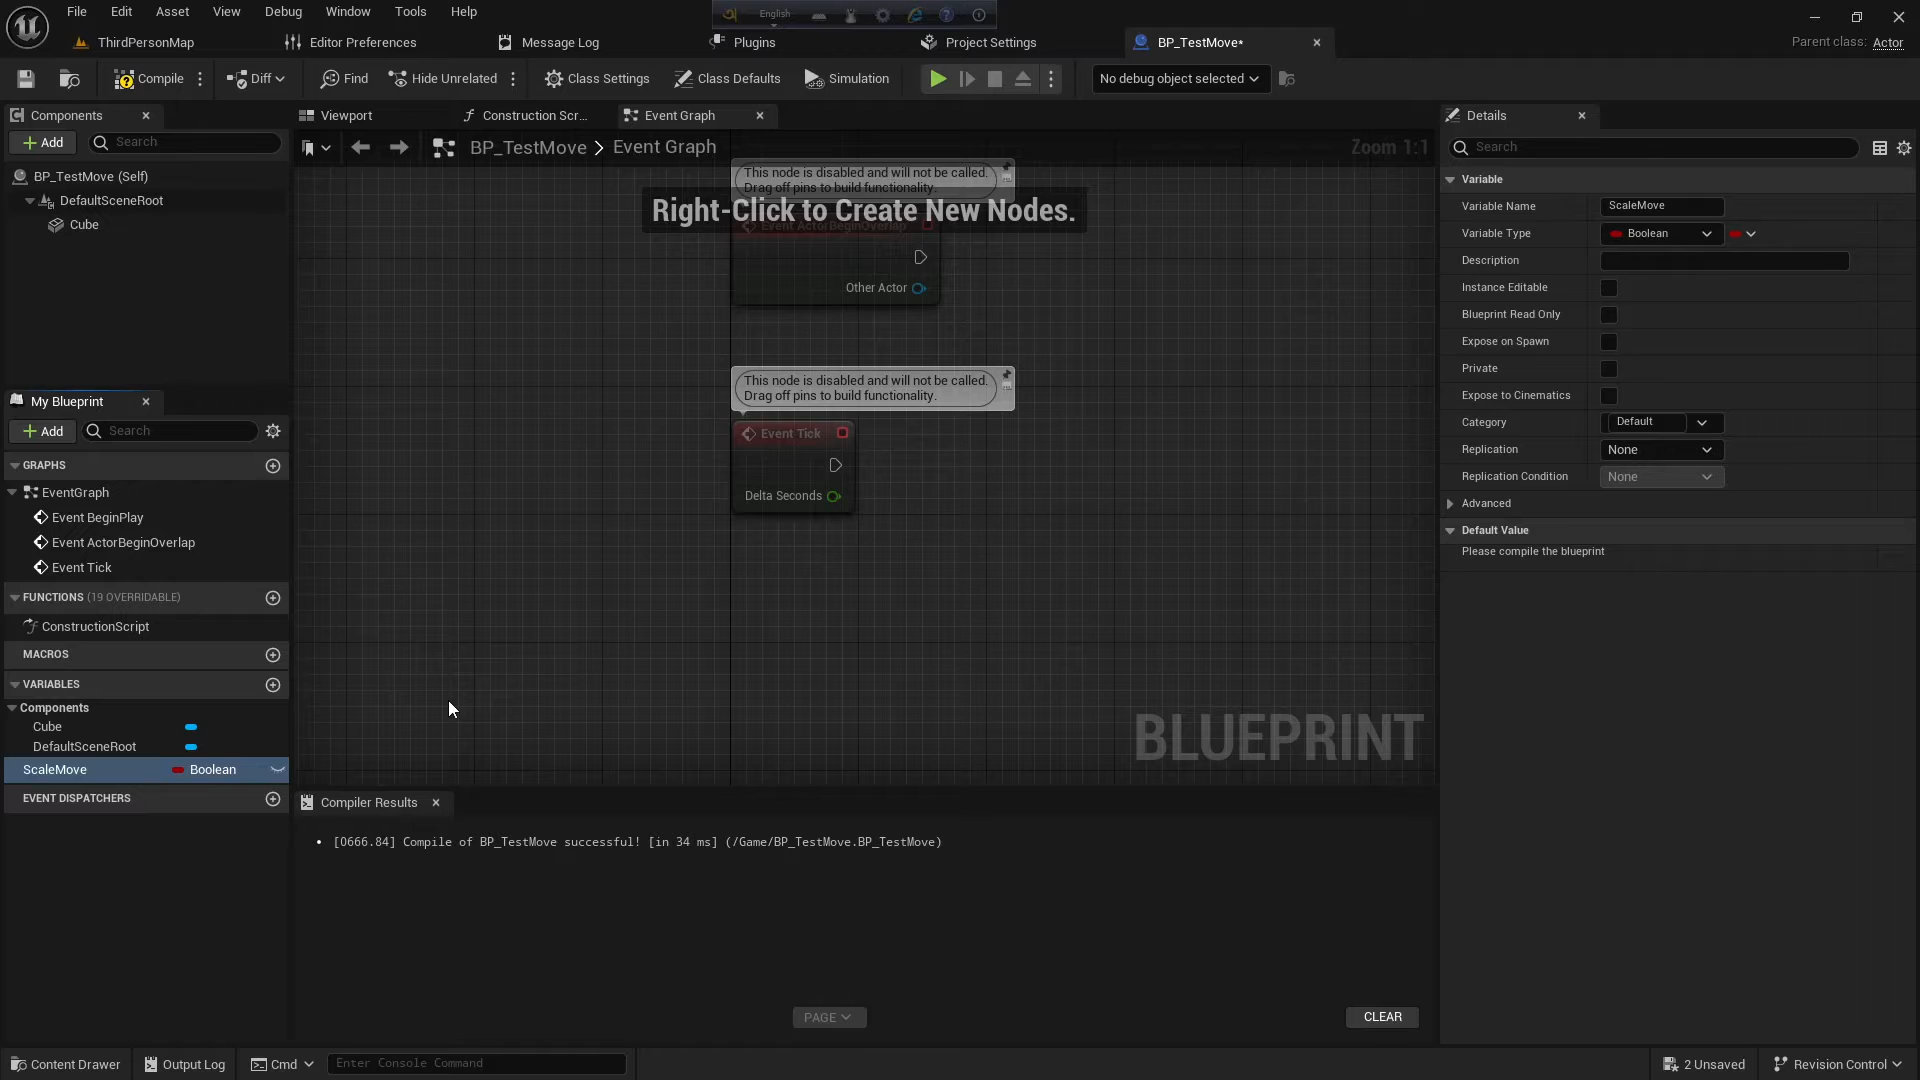 File Edit Asset View Debug Window Tools Help
English
ThirdPersonMap
Editor Preferences
Message Log
Plugins
Project Settings
BP_TestMove*
Parent class: Actor
Compile
Diff
Find
Hide Unrelated
Class Settings
Class Defaults
Simulation
No debug object selected
Components
Add
Search
BP_TestMove (Self)
DefaultSceneRoot
Cube
My Blueprint
Add
Search
GRAPHS
EventGraph
Event BeginPlay
Event ActorBeginOverlap
Event Tick
FUNCTIONS (19 OVERRIDABLE)
ConstructionScript
MACROS
VARIABLES
Components
Cube
DefaultSceneRoot
ScaleMove Boolean
EVENT DISPATCHERS
Viewport
Construction Scr...
Event Graph
BP_TestMove > Event Graph
Zoom 1:1
This node is disabled and will not be called.
Drag off pins to build functionality.
Right-Click to Create New Nodes.
Event ActorBeginOverlap
Other Actor
This node is disabled and will not be called.
Drag off pins to build functionality.
Event Tick
Delta Seconds
BLUEPRINT
Compiler Results
• [0666.84] Compile of BP_TestMove successful! [in 34 ms] (/Game/BP_TestMove.BP_TestMove)
PAGE
CLEAR
Details
Search
Variable
Variable Name ScaleMove
Variable Type Boolean
Description
Instance Editable
Blueprint Read Only
Expose on Spawn
Private
Expose to Cinematics
Category Default
Replication None
Replication Condition None
Advanced
Default Value
Please compile the blueprint
Content Drawer
Output Log
Cmd
Enter Console Command
2 Unsaved
Revision Control